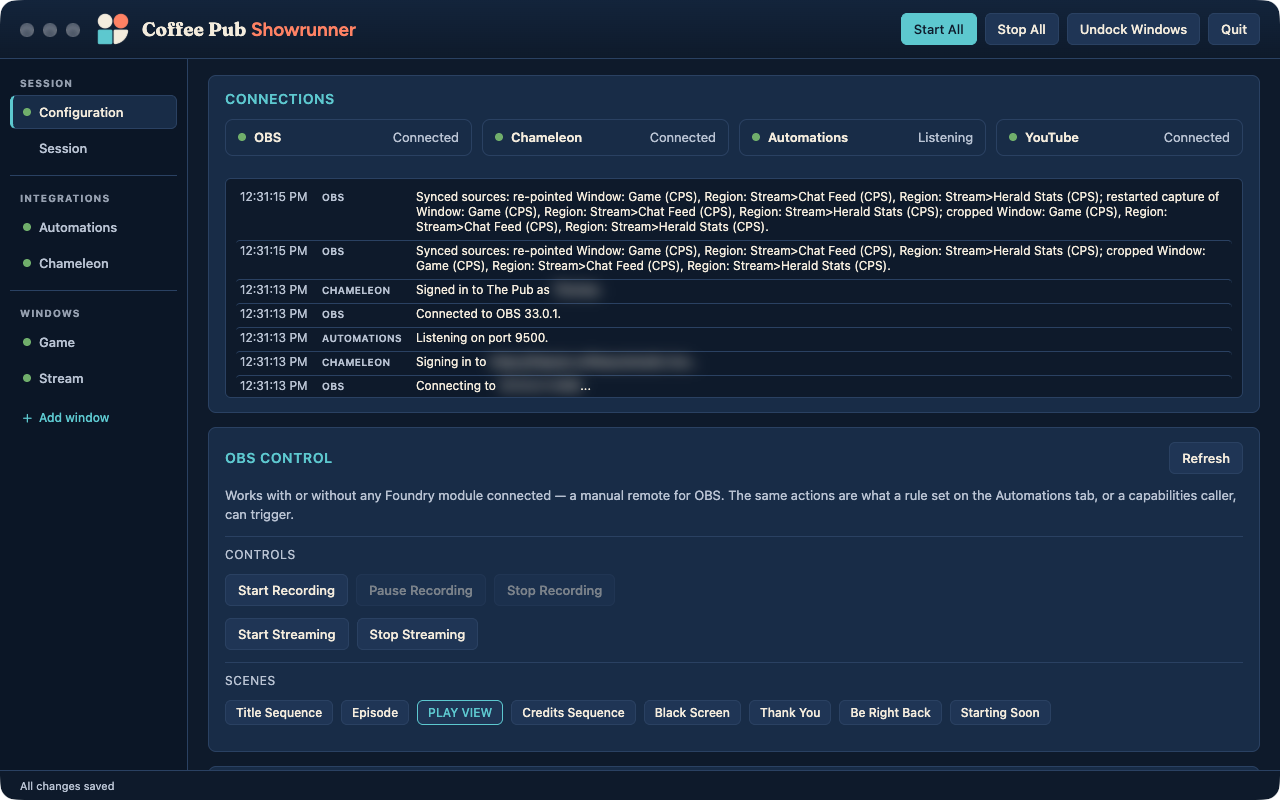 Coffee Pub Showrunner
Start All
Stop All
Undock Windows
Quit
SESSION
Configuration
Session
INTEGRATIONS
Automations
Chameleon
WINDOWS
Game
Stream
+ Add window
CONNECTIONS
OBS Connected
Chameleon Connected
Automations Listening
YouTube Connected
12:31:15 PM OBS Synced sources: re-pointed Window: Game (CPS), Region: Stream>Chat Feed (CPS), Region: Stream>Herald Stats (CPS); restarted capture of
Window: Game (CPS), Region: Stream>Chat Feed (CPS), Region: Stream>Herald Stats (CPS); cropped Window: Game (CPS), Region:
Stream>Chat Feed (CPS), Region: Stream>Herald Stats (CPS).
12:31:15 PM OBS Synced sources: re-pointed Window: Game (CPS), Region: Stream>Chat Feed (CPS), Region: Stream>Herald Stats (CPS); cropped Window:
Game (CPS), Region: Stream>Chat Feed (CPS), Region: Stream>Herald Stats (CPS).
12:31:13 PM CHAMELEON Signed in to The Pub as
12:31:13 PM OBS Connected to OBS 33.0.1.
12:31:13 PM AUTOMATIONS Listening on port 9500.
12:31:13 PM CHAMELEON Signing in to
12:31:13 PM OBS Connecting to ...
OBS CONTROL
Refresh
Works with or without any Foundry module connected — a manual remote for OBS. The same actions are what a rule set on the Automations tab, or a capabilities caller,
can trigger.
CONTROLS
Start Recording Pause Recording Stop Recording
Start Streaming Stop Streaming
SCENES
Title Sequence Episode PLAY VIEW Credits Sequence Black Screen Thank You Be Right Back Starting Soon
All changes saved